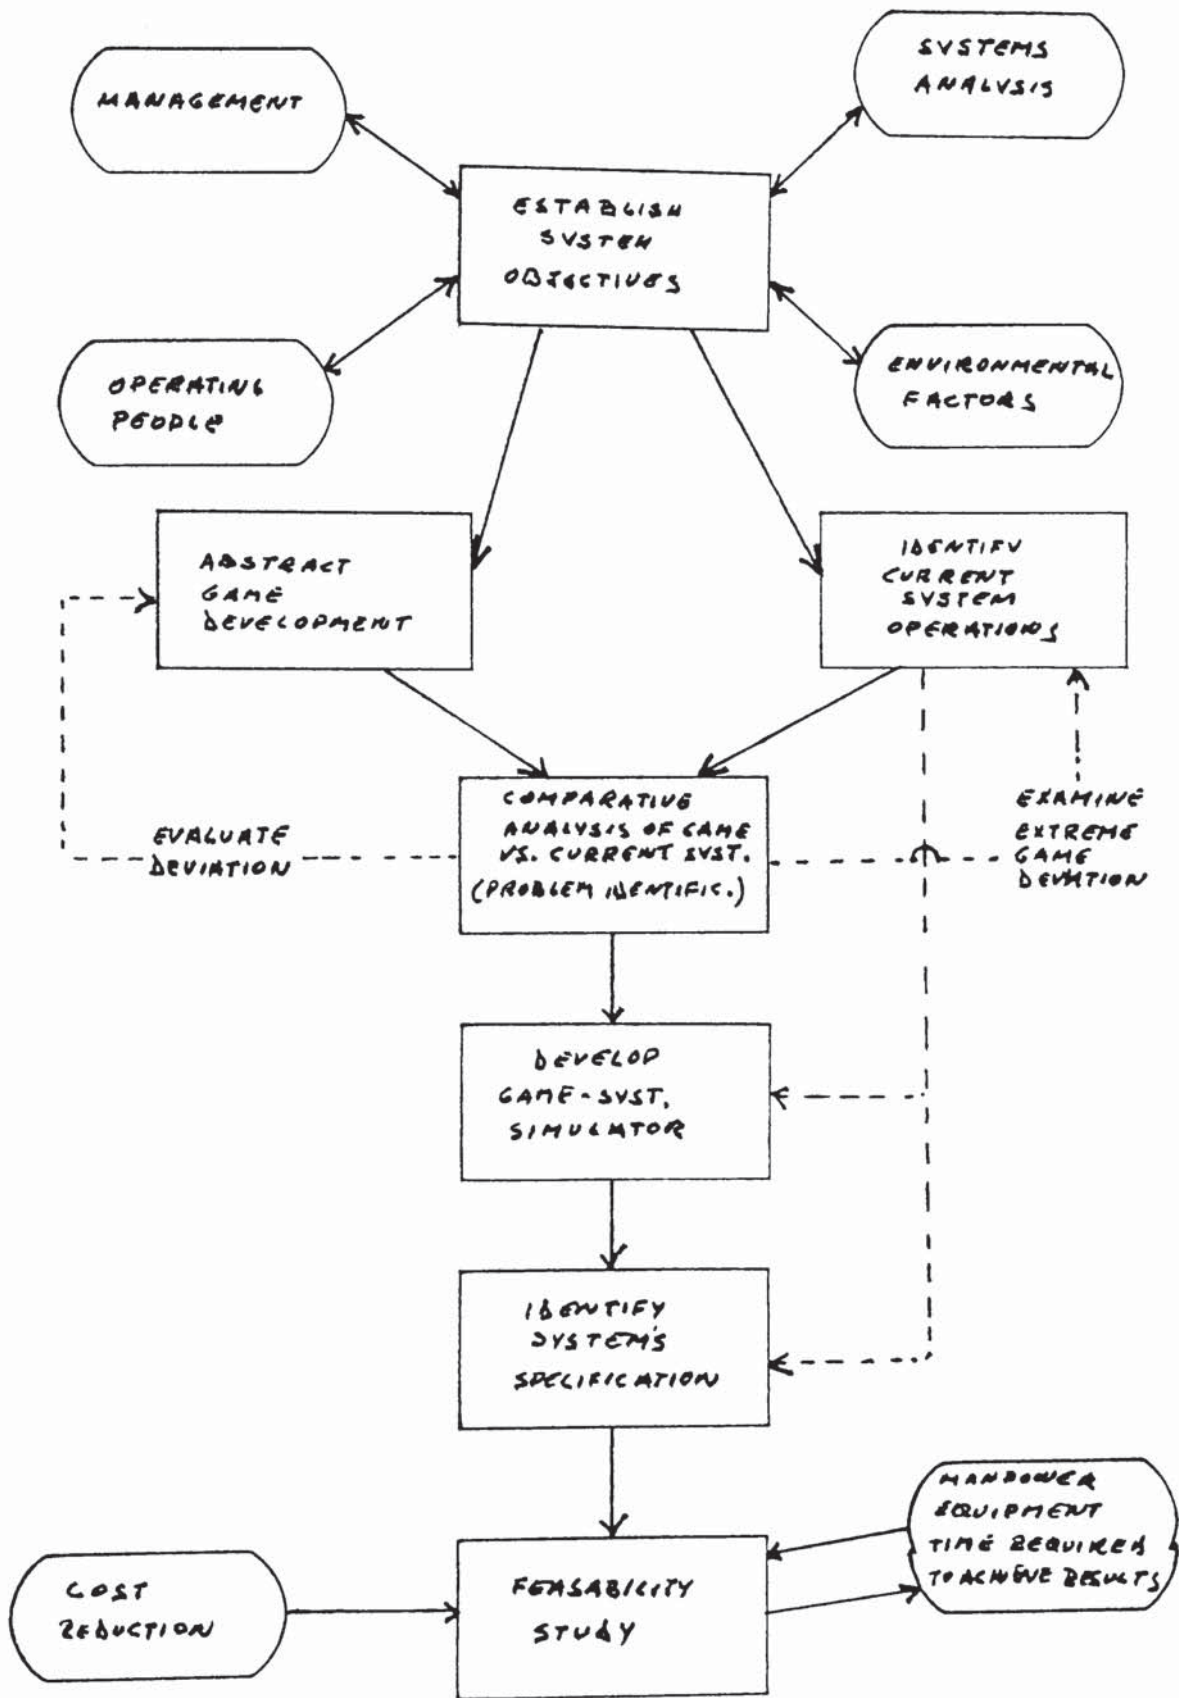 MANAGEMENT
SYSTEMS
ANALYSIS
ESTABLISH
SYSTEM
OBJECTIVES
OPERATING
PEOPLE
ENVIRONMENTAL
FACTORS
ABSTRACT
GAME
DEVELOPMENT
IDENTIFY
CURRENT
SYSTEM
OPERATIONS
COMPARATIVE
ANALYSIS OF GAME
VS. CURRENT SYST.
(PROBLEM IDENTIFIC.)
EVALUATE
DEVIATION
EXAMINE
EXTREME
GAME
DEVIATION
DEVELOP
GAME-SYST.
SIMULATOR
IDENTIFY
SYSTEM'S
SPECIFICATION
MANPOWER
EQUIPMENT
TIME REQUIRED
TO ACHIEVE RESULTS
COST
REDUCTION
FEASABILITY
STUDY